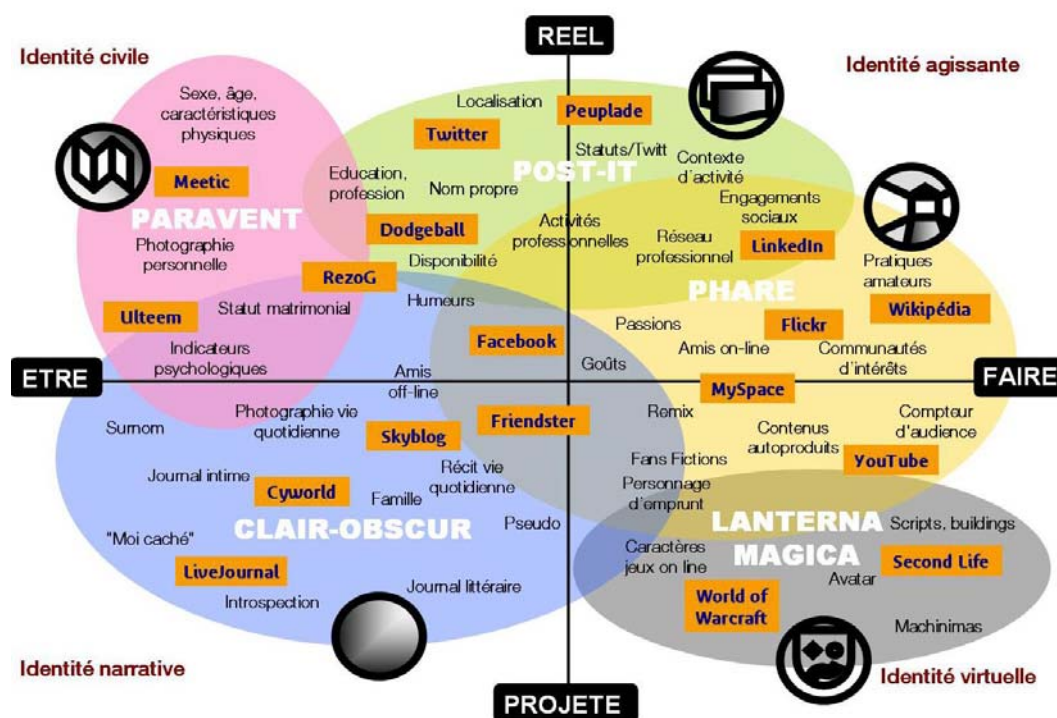 REEL
Identité civile
Identité agissante
Sexe, âge,
caractéristiques
physiques
Localisation
Peuplade
Twitter
Statuts/Twitt
POST-IT
Contexte
d'activité
Meetic
Education,
profession
Nom propre
Engagements
sociaux
PARAVENT
Dodgeball
Activités
professionnelles
Réseau
professionnel
LinkedIn
Photographie
personnelle
Disponibilité
Pratiques
amateurs
RezoG
PHARE
Statut matrimonial
Humeurs
Ulteem
Passions
Flickr
Wikipédia
Facebook
Indicateurs
psychologiques
Amis on-line
Communautés
d'intérêts
Goûts
ETRE
Amis
off-line
MySpace
FAIRE
Surnom
Photographie vie
quotidienne
Friendster
Remix
Compteur
d'audience
Skyblog
Contenus
autoproduits
Journal intime
Récit vie
quotidienne
Fans Fictions
YouTube
Cyworld
Famille
Personnage
d'emprunt
CLAIR-OBSCUR
Pseudo
LANTERNA
MAGICA
Scripts, buildings
"Moi caché"
Caractères
jeux on line
Second Life
LiveJournal
Journal littéraire
Avatar
Introspection
World of
Warcraft
Machinimas
Identité narrative
Identité virtuelle
PROJETE